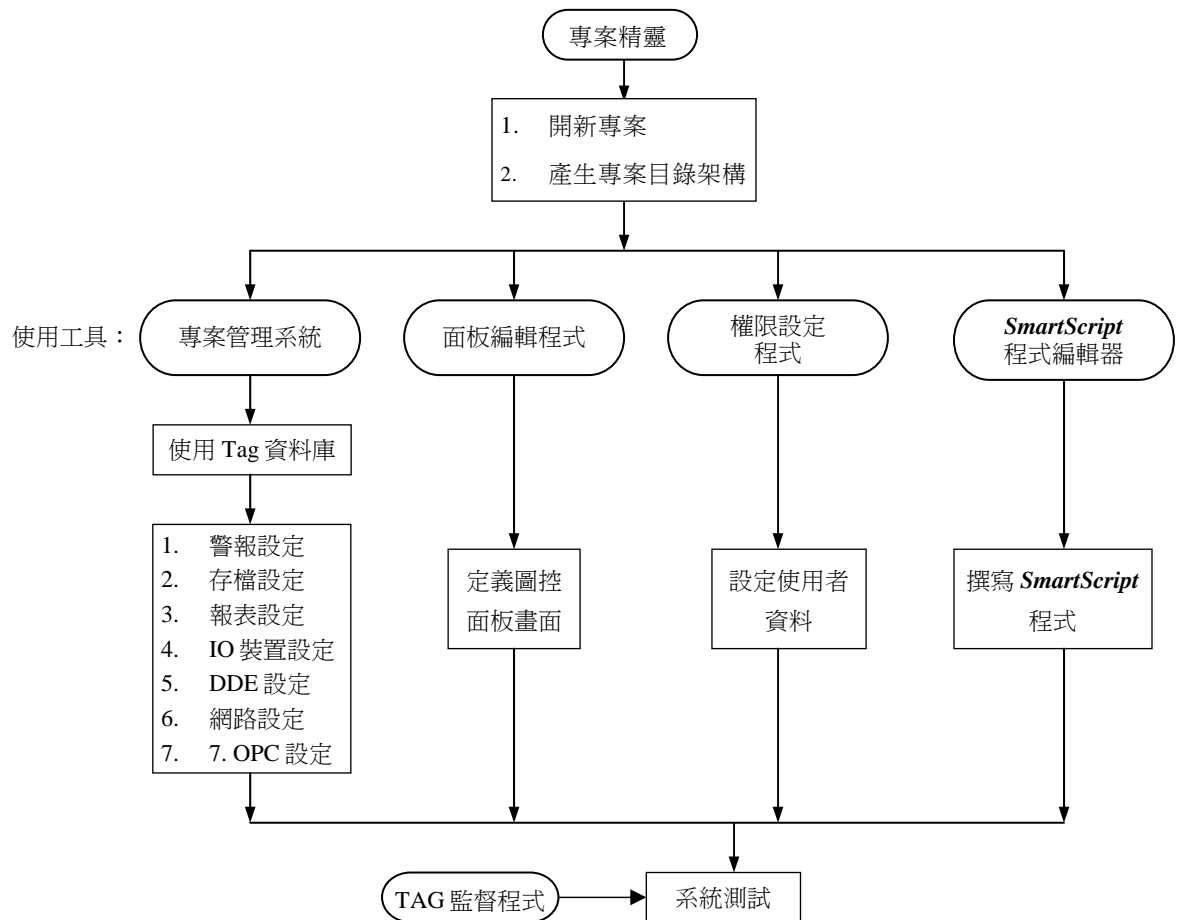 專案精靈
1. 開新專案
2. 產生專案目錄架構
使用工具：
專案管理系統
面板編輯程式
權限設定
程式
SmartScript
程式編輯器
使用 Tag 資料庫
1. 警報設定
2. 存檔設定
3. 報表設定
4. IO 裝置設定
5. DDE 設定
6. 網路設定
7. 7. OPC 設定
定義圖控
面板畫面
設定使用者
資料
撰寫 SmartScript
程式
TAG 監督程式
系統測試